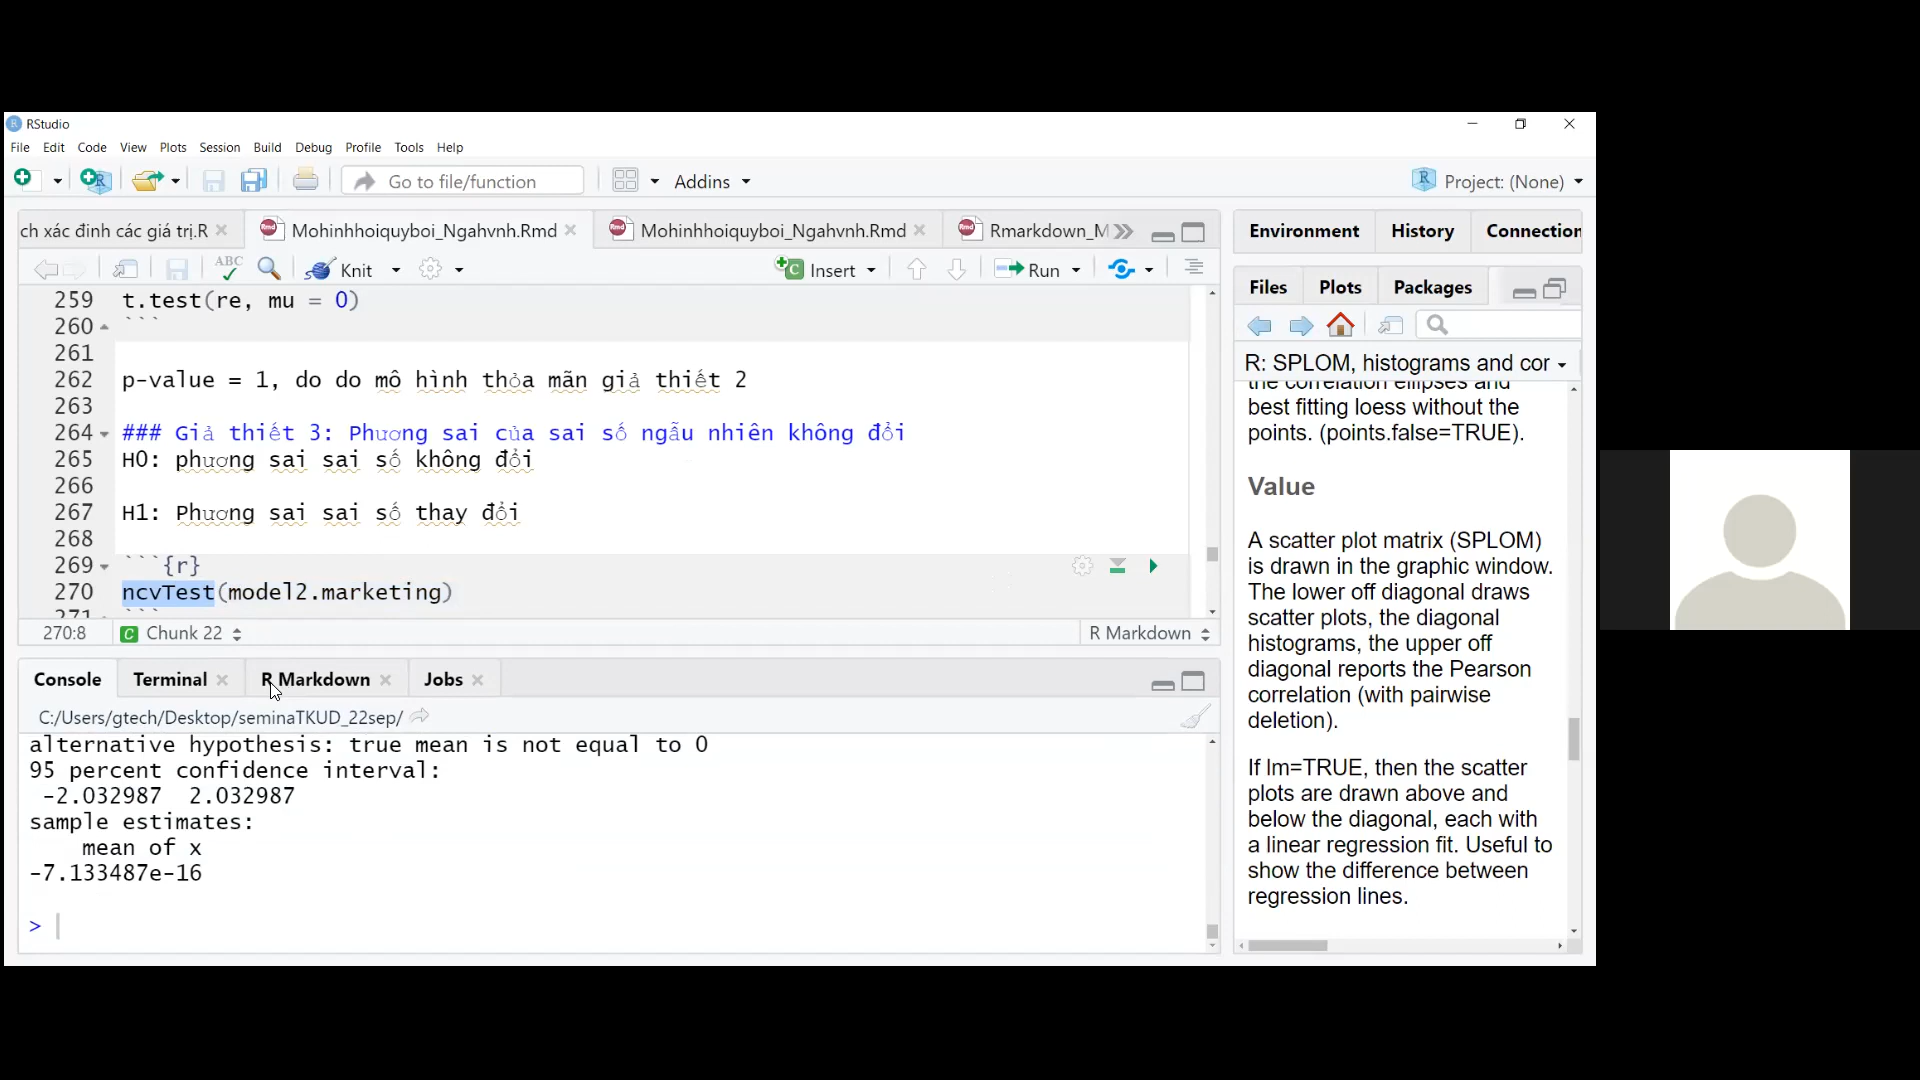 RStudio
File Edit Code View Plots Session Build Debug Profile Tools Help
Go to file/function
Addins
Project: (None)
ch xác đinh các giá trị.R
Mohinhhoiquyboi_Ngahvnh.Rmd
Mohinhhoiquyboi_Ngahvnh.Rmd
Rmarkdown_M
ABC
Knit
Insert
Run
259 t.test(re, mu = 0)
260 ```
261
262 p-value = 1, do do mô hình thỏa mãn giả thiết 2
263
264 ### Giả thiết 3: Phương sai của sai số ngẫu nhiên không đổi
265 H0: phương sai sai số không đổi
266
267 H1: Phương sai sai số thay đổi
268
269 ```{r}
270 ncvTest(model2.marketing)
271 ```
270:8
Chunk 22
R Markdown
Console Terminal R Markdown Jobs
C:/Users/gtech/Desktop/seminaTKUD_22sep/
alternative hypothesis: true mean is not equal to 0
95 percent confidence interval:
-2.032987 2.032987
sample estimates:
mean of x
-7.133487e-16
>
Environment History Connection
Files Plots Packages
R: SPLOM, histograms and cor
the correlation ellipses and
best fitting loess without the
points. (points.false=TRUE).
Value
A scatter plot matrix (SPLOM)
is drawn in the graphic window.
The lower off diagonal draws
scatter plots, the diagonal
histograms, the upper off
diagonal reports the Pearson
correlation (with pairwise
deletion).
If lm=TRUE, then the scatter
plots are drawn above and
below the diagonal, each with
a linear regression fit. Useful to
show the difference between
regression lines.